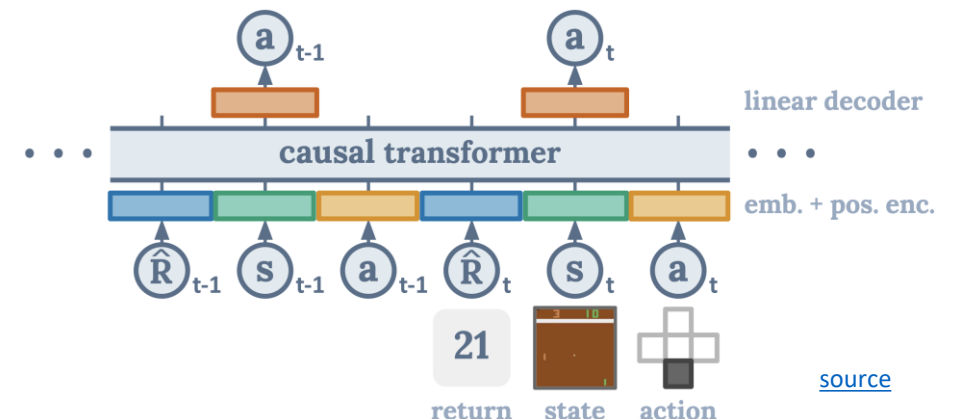 a t-1 a t
linear decoder
. . . causal transformer . . .
emb. + pos. enc.
R̂ t-1 s t-1 a t-1 R̂ t s t a t
3 10
21
source
return state action